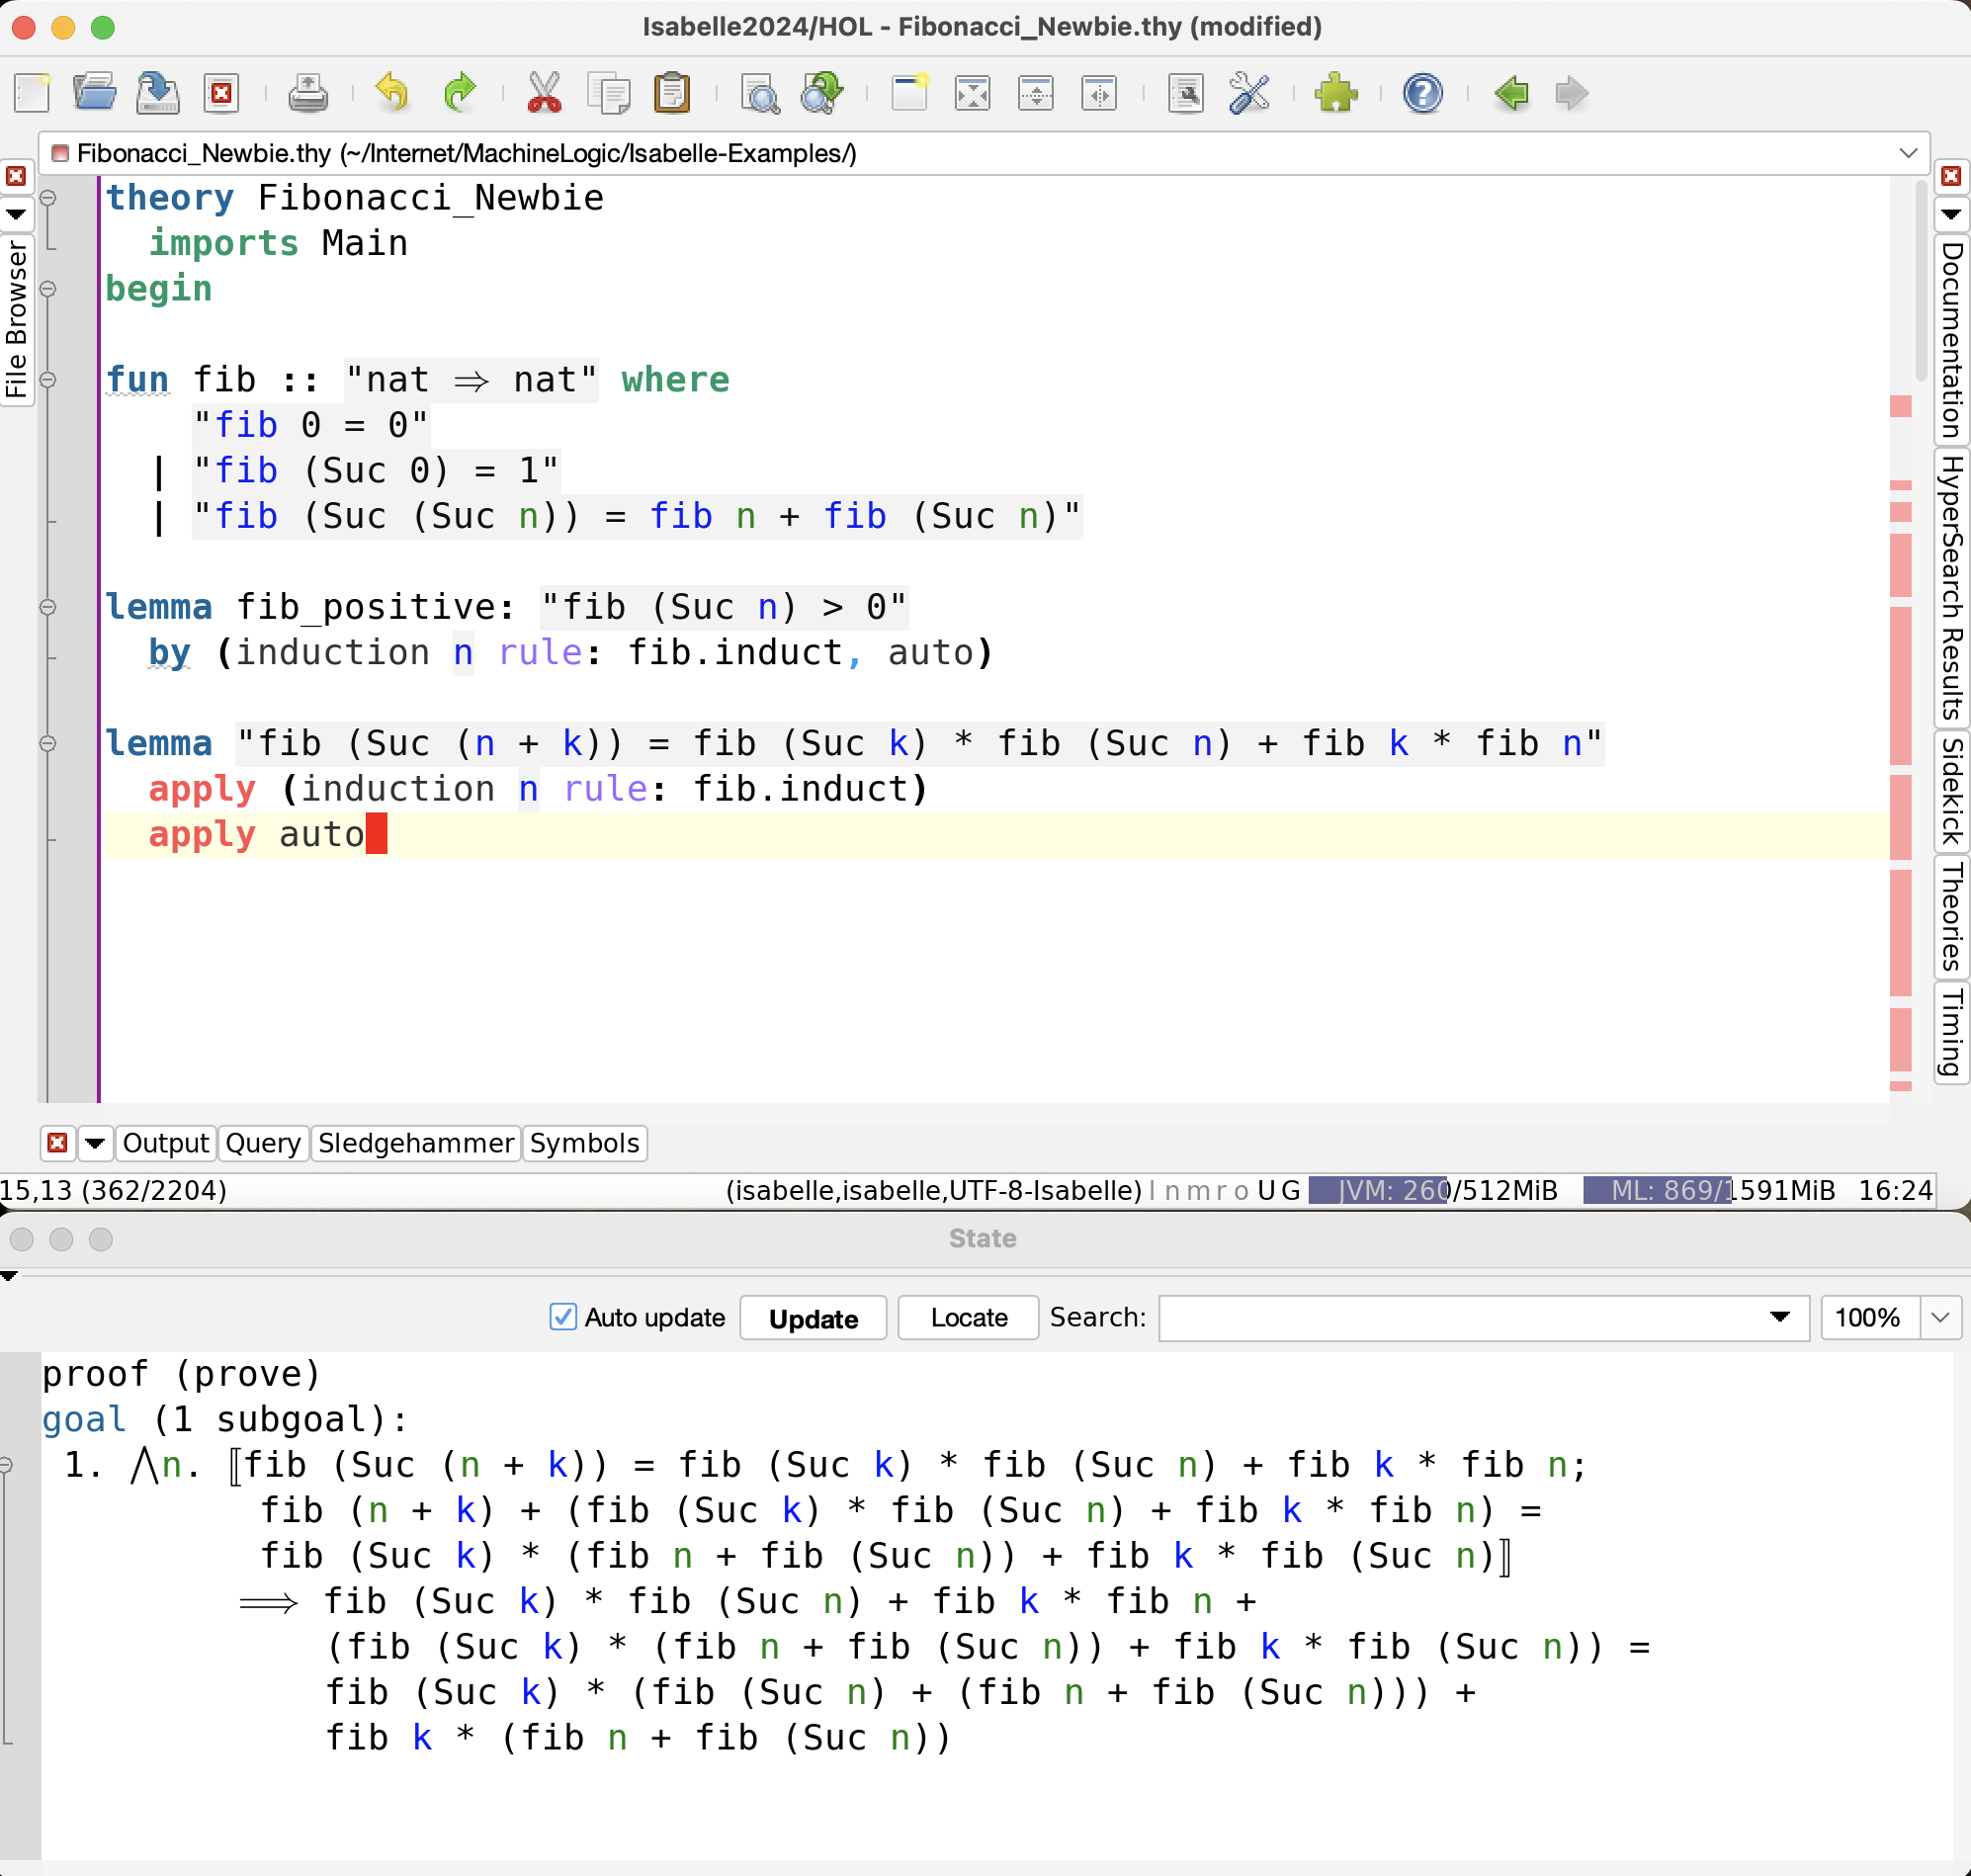 Isabelle2024/HOL - Fibonacci_Newbie.thy (modified)
Fibonacci_Newbie.thy (~/Internet/MachineLogic/Isabelle-Examples/)
File Browser
theory Fibonacci_Newbie
  imports Main
begin
fun fib :: "nat ⇒ nat" where
    "fib 0 = 0"
  | "fib (Suc 0) = 1"
  | "fib (Suc (Suc n)) = fib n + fib (Suc n)"
lemma fib_positive: "fib (Suc n) > 0"
  by (induction n rule: fib.induct, auto)
lemma "fib (Suc (n + k)) = fib (Suc k) * fib (Suc n) + fib k * fib n"
  apply (induction n rule: fib.induct)
  apply auto
Documentation
HyperSearch Results
Sidekick
Theories
Timing
Output Query Sledgehammer Symbols
15,13 (362/2204) (isabelle,isabelle,UTF-8-Isabelle) l n m r o U G JVM: 260/512MiB ML: 869/1591MiB 16:24
State
Auto update Update Locate Search: 100%
proof (prove)
goal (1 subgoal):
 1. ⋀n. ⟦fib (Suc (n + k)) = fib (Suc k) * fib (Suc n) + fib k * fib n;
          fib (n + k) + (fib (Suc k) * fib (Suc n) + fib k * fib n) =
          fib (Suc k) * (fib n + fib (Suc n)) + fib k * fib (Suc n)⟧
         ⟹ fib (Suc k) * fib (Suc n) + fib k * fib n +
             (fib (Suc k) * (fib n + fib (Suc n)) + fib k * fib (Suc n)) =
             fib (Suc k) * (fib (Suc n) + (fib n + fib (Suc n))) +
             fib k * (fib n + fib (Suc n))